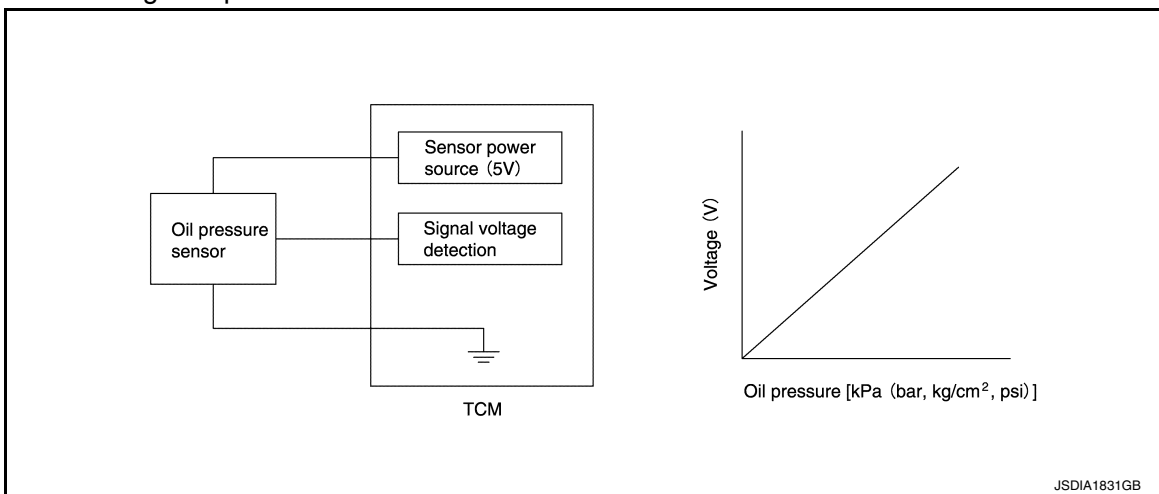 Sensor power
source (5V)
Oil pressure
sensor
Signal voltage
detection
TCM
Voltage (V)
Oil pressure [kPa (bar, kg/cm², psi)]
JSDIA1831GB